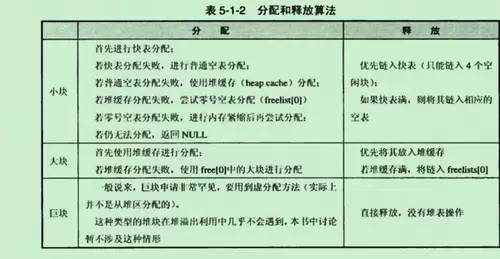 表 5-1-2 分配和释放算法
分 配
释 放
小块
首先进行快表分配;
若快表分配失败,进行普通空表分配;
若普通空表分配失败,使用堆缓存(heap cache)分配;
若堆缓存分配失败,尝试零号空表分配(freelist[0])
若零号空表分配失败,进行内存紧缩后再尝试分配;
若仍无法分配,返回 NULL
优先链入快表(只能链入 4 个空
闲块);
如果快表满,则将其链入相应的
空表
大块
首先使用堆缓存进行分配;
若堆缓存分配失败,使用 free[0]中的大块进行分配
优先将其放入堆缓存
若堆缓存满,将链入 freelists[0]
巨块
一般说来,巨块申请非常罕见,要用到虚分配方法(实际上
并不是从堆区分配的)。
这种类型的堆块在堆溢出利用中几乎不会遇到,本书中讨论
暂不涉及这种情形
直接释放,没有堆表操作